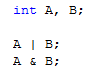 int A, B;
A | B;
A & B;